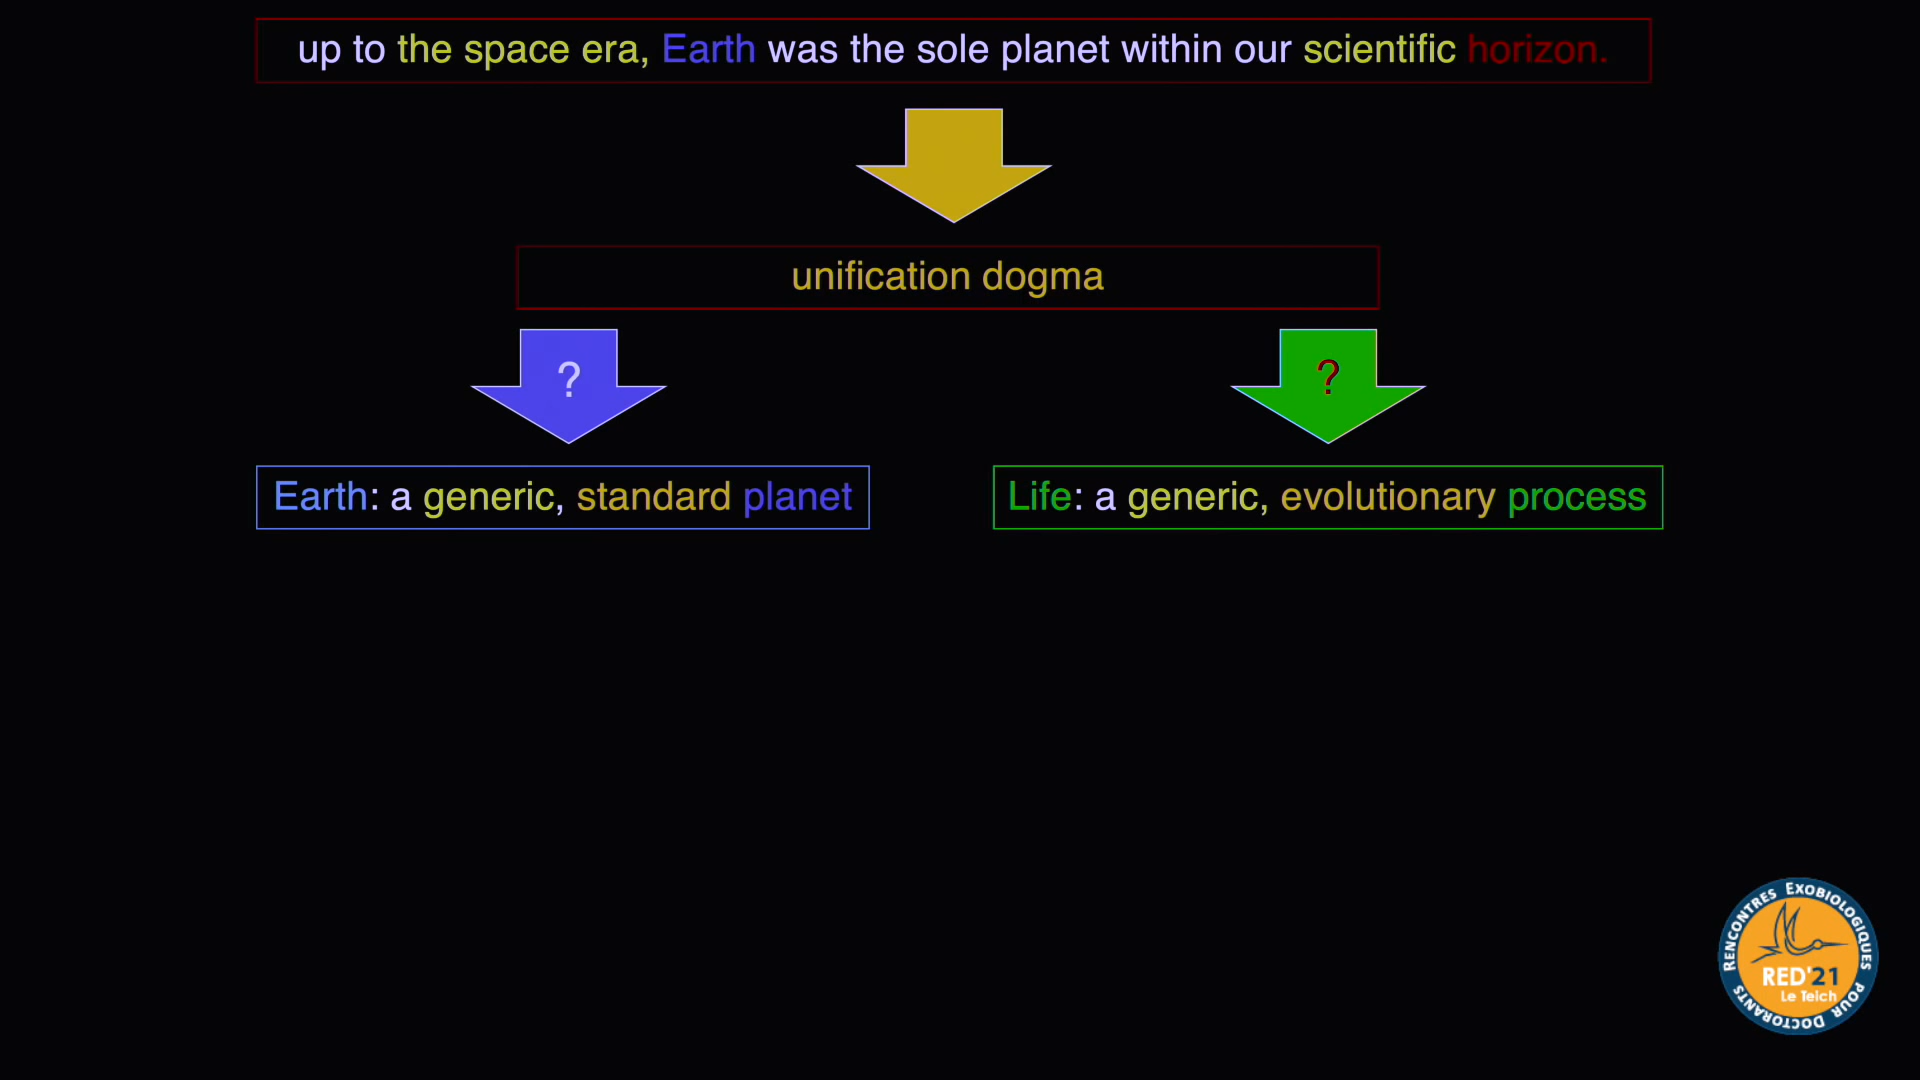 up to the space era, Earth was the sole planet within our scientific horizon.
unification dogma
?
?
Earth: a generic, standard planet
Life: a generic, evolutionary process
RENCONTRES EXOBIOLOGIQUES
POUR DOCTORANTS
RED'21
Le Teich